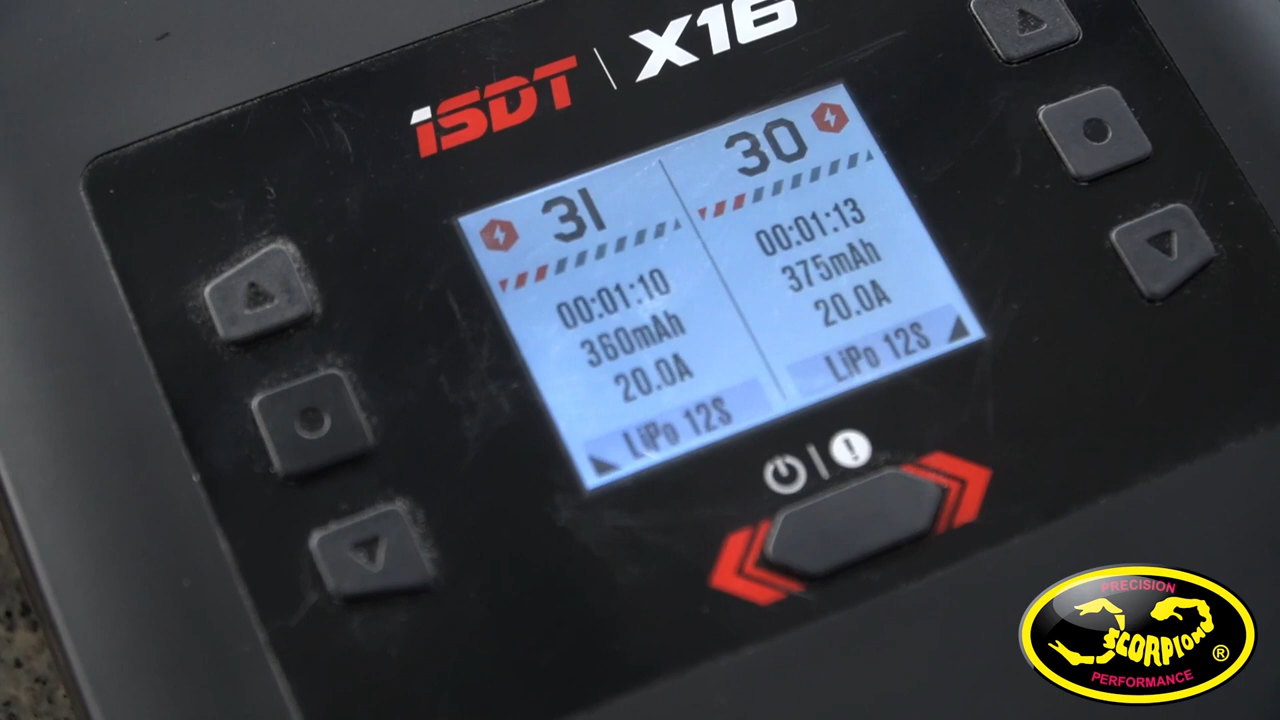 iSDT | X16
31
00:01:10
360mAh
20.0A
LiPo 12S
30
00:01:13
375mAh
20.0A
LiPo 12S
PRECISION
SCORPION ®
PERFORMANCE